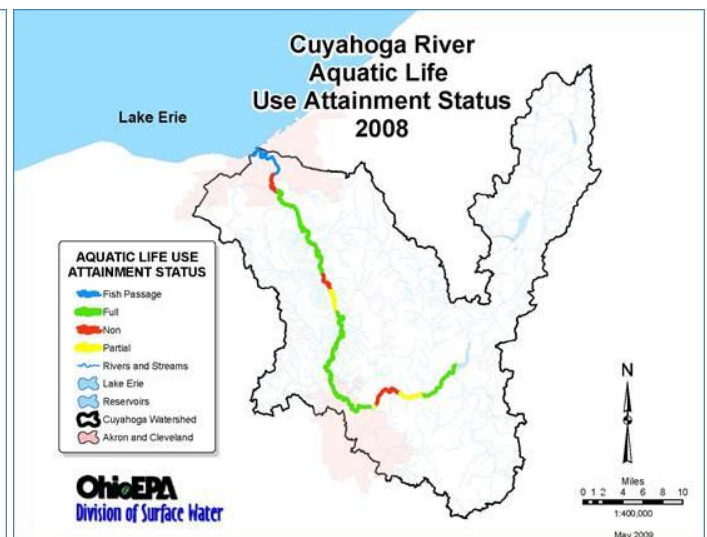 Cuyahoga River
Aquatic Life
Use Attainment Status
2008
Lake Erie
AQUATIC LIFE USE
ATTAINMENT STATUS
Fish Passage
Full
Non
Partial
Rivers and Streams
Lake Erie
Reservoirs
Cuyahoga Watershed
Akron and Cleveland
N
Miles
0 1 2 4 6 8 10
1:400,000
May 2009
OhioEPA
Division of Surface Water